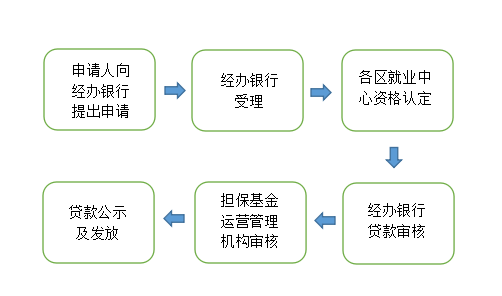 申请人向
经办银行
提出申请
经办银行
受理
各区就业中
心资格认定
经办银行
贷款审核
担保基金
运营管理
机构审核
贷款公示
及发放